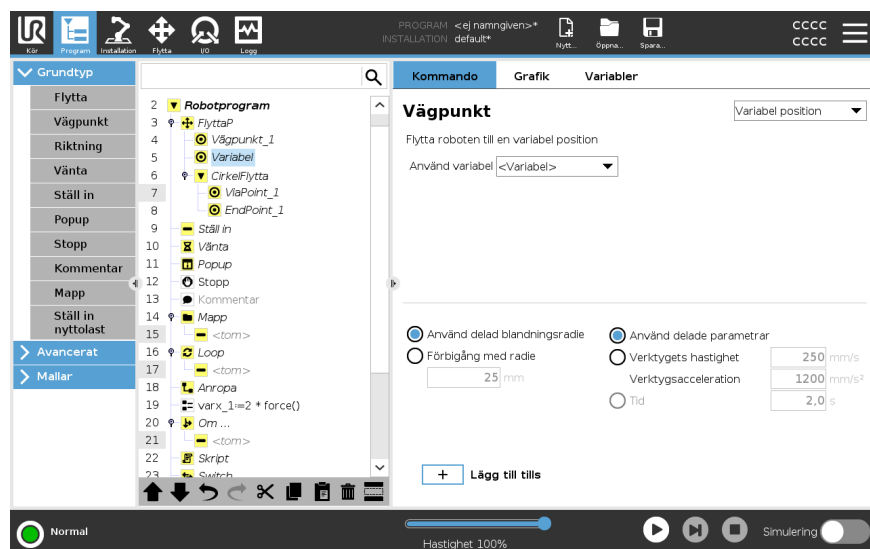 PROGRAM <ej namngiven>*
INSTALLATION default*
Kör
Program
Installation
Flytta
I/O
Logg
Nytt...
Öppna...
Spara...
CCCC
CCCC
Grundtyp
Flytta
Vägpunkt
Riktning
Vänta
Ställ in
Popup
Stopp
Kommentar
Mapp
Ställ in
nyttolast
Avancerat
Mallar
2 Robotprogram
3 FlyttaP
4 Vägpunkt_1
5 Variabel
6 CirkelFlytta
7 ViaPoint_1
8 EndPoint_1
9 Ställ in
10 Vänta
11 Popup
12 Stopp
13 Kommentar
14 Mapp
15 <tom>
16 Loop
17 <tom>
18 Anropa
19 varx_1:=2 * force()
20 Om ...
21 <tom>
22 Skript
23 Switch
Kommando Grafik Variabler
Vägpunkt
Variabel position
Flytta roboten till en variabel position
Använd variabel <Variabel>
Använd delad blandningsradie
Förbigång med radie
25 mm
Använd delade parametrar
Verktygets hastighet 250 mm/s
Verktygsacceleration 1200 mm/s²
Tid 2,0 s
+ Lägg till tills
Normal
Hastighet 100%
Simulering